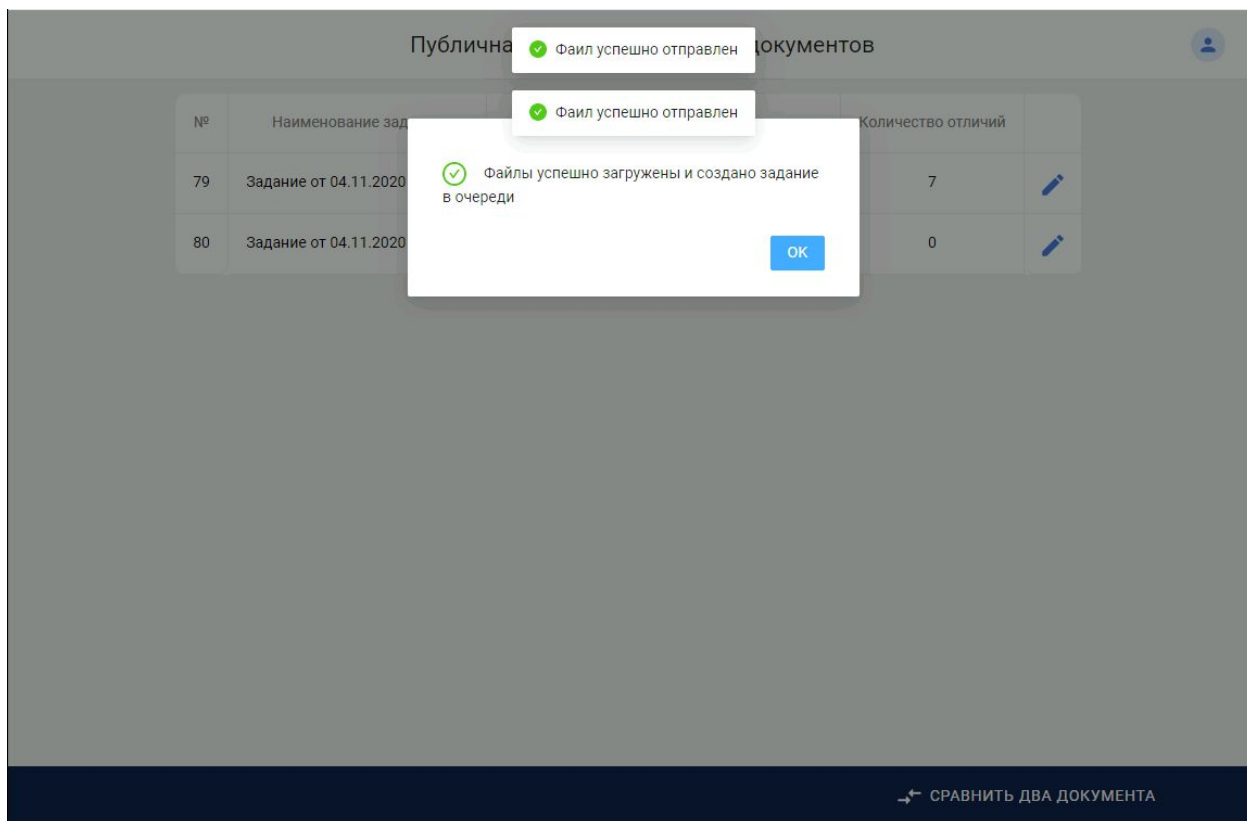 Публична
окументов
Фаил успешно отправлен
Фаил успешно отправлен
№
Наименование зад
Количество отличий
Файлы успешно загружены и создано задание
в очереди
OK
79
Задание от 04.11.2020
7
80
Задание от 04.11.2020
0
СРАВНИТЬ ДВА ДОКУМЕНТА